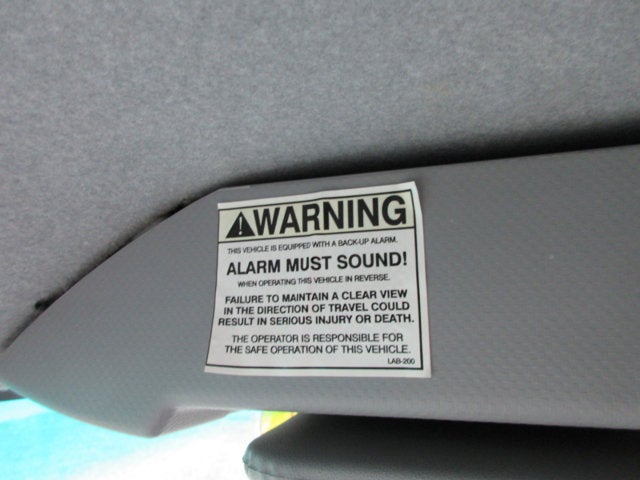 WARNING
THIS VEHICLE IS EQUIPPED WITH A BACK-UP ALARM.
ALARM MUST SOUND!
WHEN OPERATING THIS VEHICLE IN REVERSE.
FAILURE TO MAINTAIN A CLEAR VIEW
IN THE DIRECTION OF TRAVEL COULD
RESULT IN SERIOUS INJURY OR DEATH.
THE OPERATOR IS RESPONSIBLE FOR
THE SAFE OPERATION OF THIS VEHICLE.
LAB-200